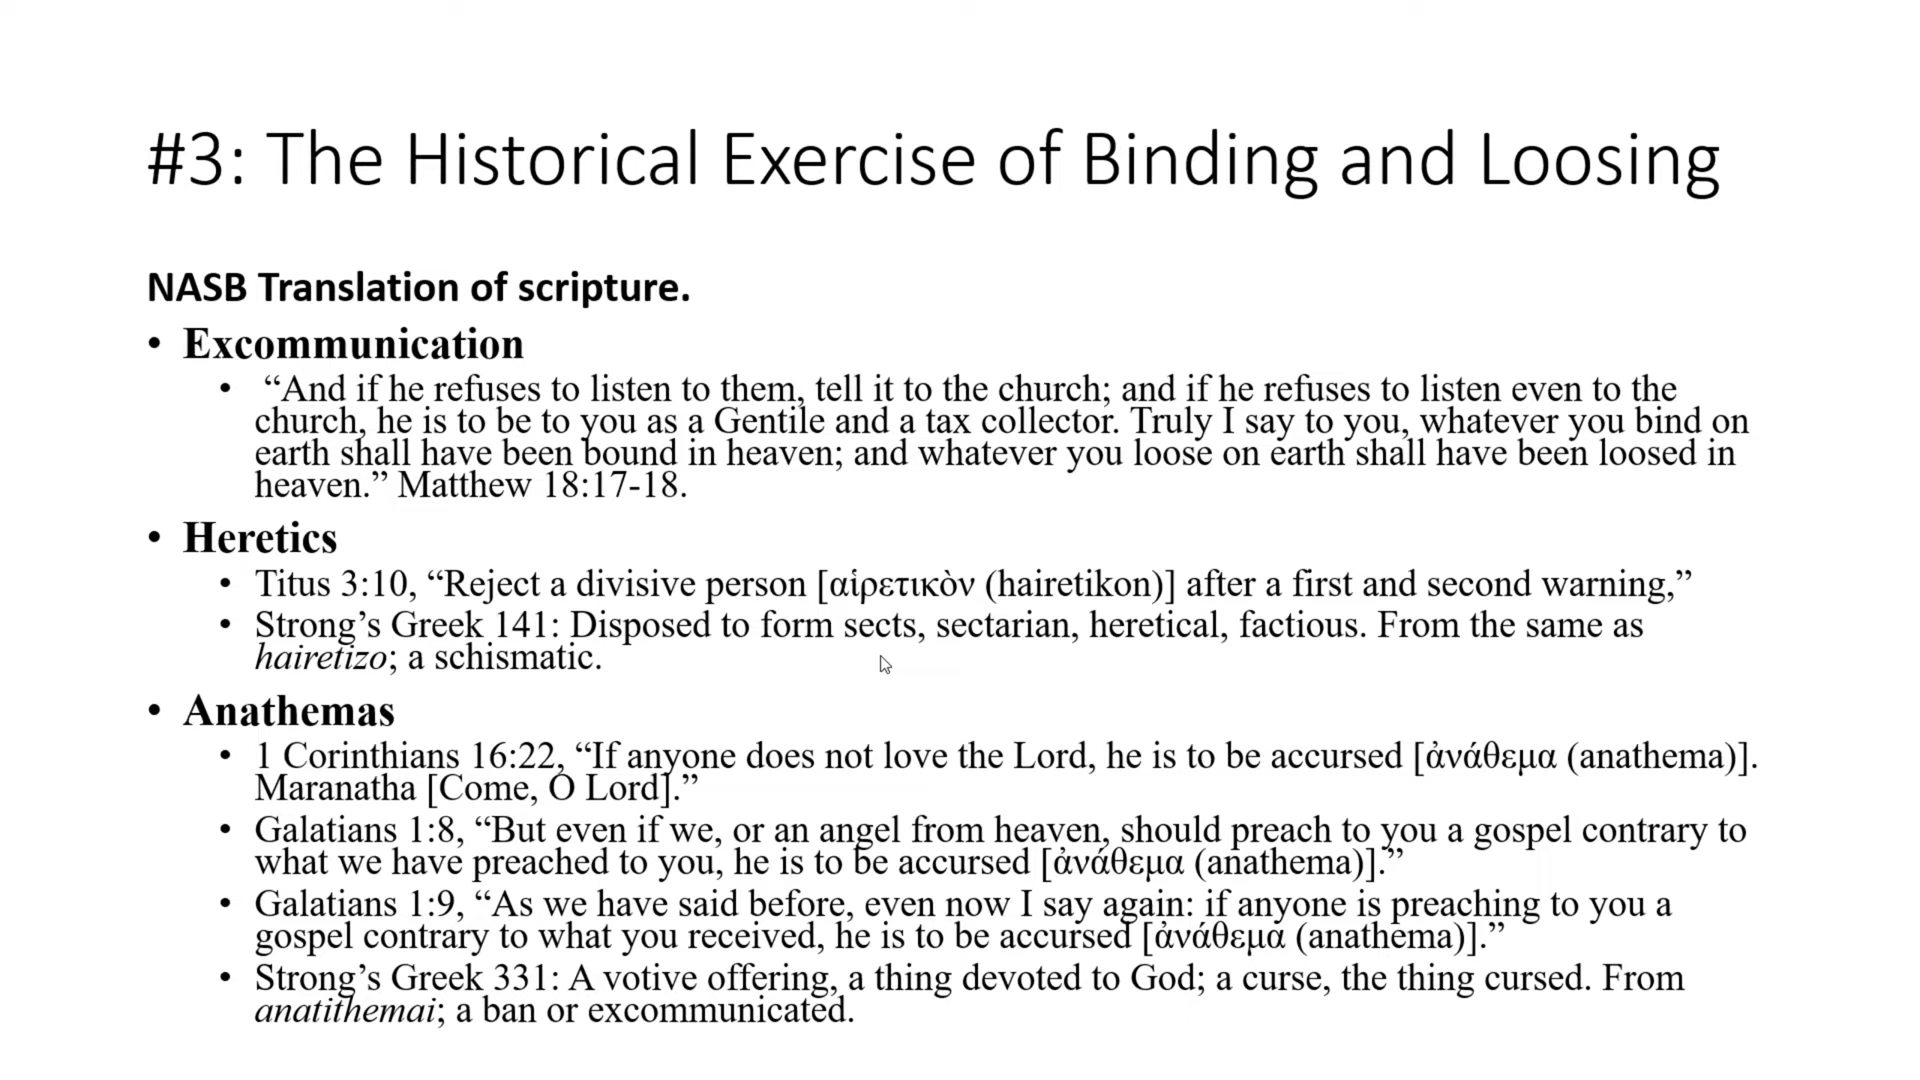 #3: The Historical Exercise of Binding and Loosing
NASB Translation of scripture.
• Excommunication
• “And if he refuses to listen to them, tell it to the church; and if he refuses to listen even to the
church, he is to be to you as a Gentile and a tax collector. Truly I say to you, whatever you bind on
earth shall have been bound in heaven; and whatever you loose on earth shall have been loosed in
heaven.” Matthew 18:17-18.
• Heretics
• Titus 3:10, “Reject a divisive person [αἱρετικὸν (hairetikon)] after a first and second warning,”
• Strong’s Greek 141: Disposed to form sects, sectarian, heretical, factious. From the same as
hairetizo; a schismatic.
• Anathemas
• 1 Corinthians 16:22, “If anyone does not love the Lord, he is to be accursed [ἀνάθεμα (anathema)].
Maranatha [Come, O Lord].”
• Galatians 1:8, “But even if we, or an angel from heaven, should preach to you a gospel contrary to
what we have preached to you, he is to be accursed [ἀνάθεμα (anathema)].”
• Galatians 1:9, “As we have said before, even now I say again: if anyone is preaching to you a
gospel contrary to what you received, he is to be accursed [ἀνάθεμα (anathema)].”
• Strong’s Greek 331: A votive offering, a thing devoted to God; a curse, the thing cursed. From
anatithemai; a ban or excommunicated.